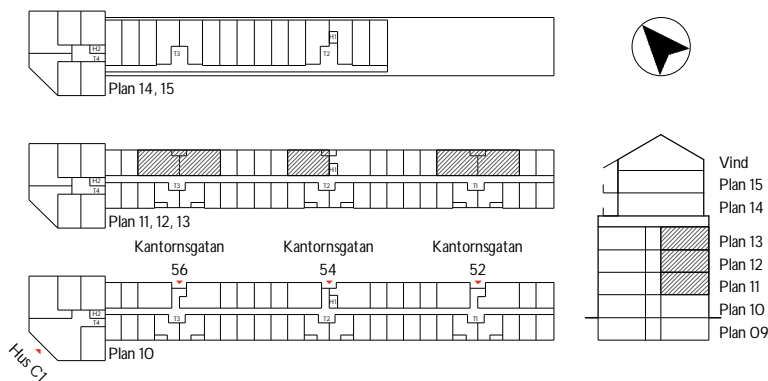 H2
T4
T3
H1
T2
Plan 14, 15
H2
T4
T3
T2
H1
T1
Plan 11, 12, 13
Kantornsgatan
56
Kantornsgatan
54
Kantornsgatan
52
H2
T4
T3
T2
H1
T1
Plan 10
Hus C1
Vind
Plan 15
Plan 14
Plan 13
Plan 12
Plan 11
Plan 10
Plan 09